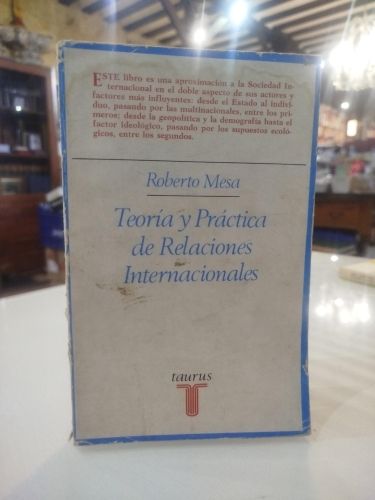 ESTE libro es una aproximación a la Sociedad In-
ternacional en el doble aspecto de sus actores y
factores más influyentes: desde el Estado al indivi-
duo, pasando por las multinacionales, entre los pri-
meros; desde la geopolítica y la demografía hasta el
factor ideológico, pasando por los supuestos ecoló-
gicos, entre los segundos.
Roberto Mesa
Teoría y Práctica
de Relaciones
Internacionales
taurus